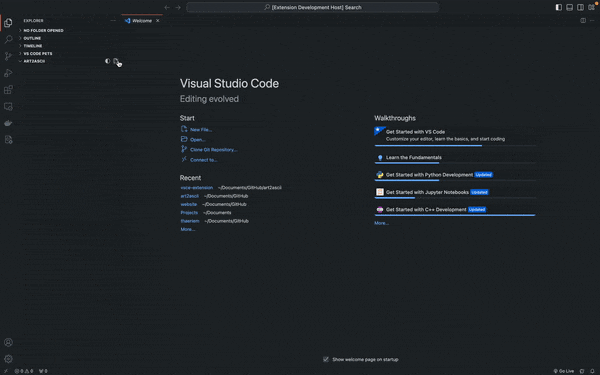 [Extension Development Host] Search
EXPLORER
Welcome
NO FOLDER OPENED
OUTLINE
TIMELINE
VS CODE PETS
ART2ASCII
Visual Studio Code
Editing evolved
Start
New File...
Open...
Clone Git Repository...
Connect to...
Recent
vsce-extension ~/Documents/GitHub/art2ascii
art2ascii ~/Documents/GitHub
website ~/Documents/GitHub
Projects ~/Documents
~/Documents/GitHub
More...
Walkthroughs
Get Started with VS Code
Customize your editor, learn the basics, and start coding
Learn the Fundamentals
Get Started with Python Development Updated
Get Started with Jupyter Notebooks Updated
Get Started with C++ Development Updated
More...
Show welcome page on startup
0 0 0
Go Live